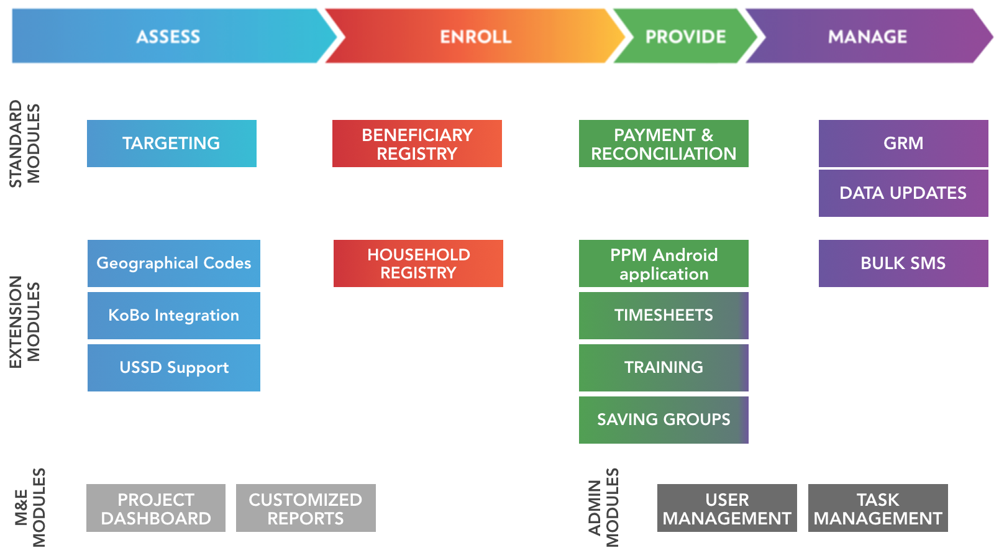 ASSESS
ENROLL
PROVIDE
MANAGE
STANDARD
MODULES
TARGETING
BENEFICIARY
REGISTRY
PAYMENT &
RECONCILIATION
GRM
DATA UPDATES
EXTENSION
MODULES
Geographical Codes
KoBo Integration
USSD Support
HOUSEHOLD
REGISTRY
PPM Android
application
TIMESHEETS
TRAINING
SAVING GROUPS
BULK SMS
M&E
MODULES
PROJECT
DASHBOARD
CUSTOMIZED
REPORTS
ADMIN
MODULES
USER
MANAGEMENT
TASK
MANAGEMENT